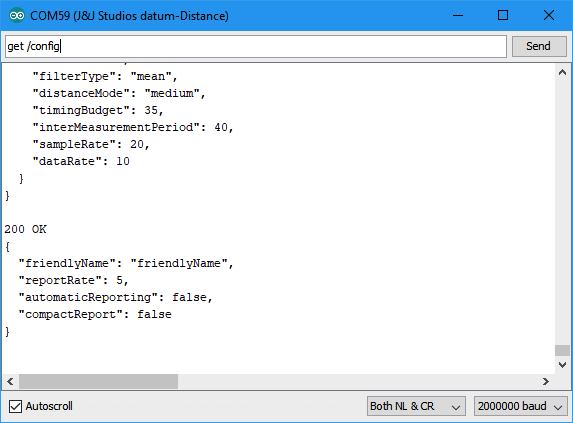 COM59 (J&J Studios datum-Distance)
get /config
Send
"filterType": "mean",
"distanceMode": "medium",
"timingBudget": 35,
"interMeasurementPeriod": 40,
"sampleRate": 20,
"dataRate": 10
}
}
200 OK
{
"friendlyName": "friendlyName",
"reportRate": 5,
"automaticReporting": false,
"compactReport": false
}
Autoscroll
Both NL & CR
2000000 baud